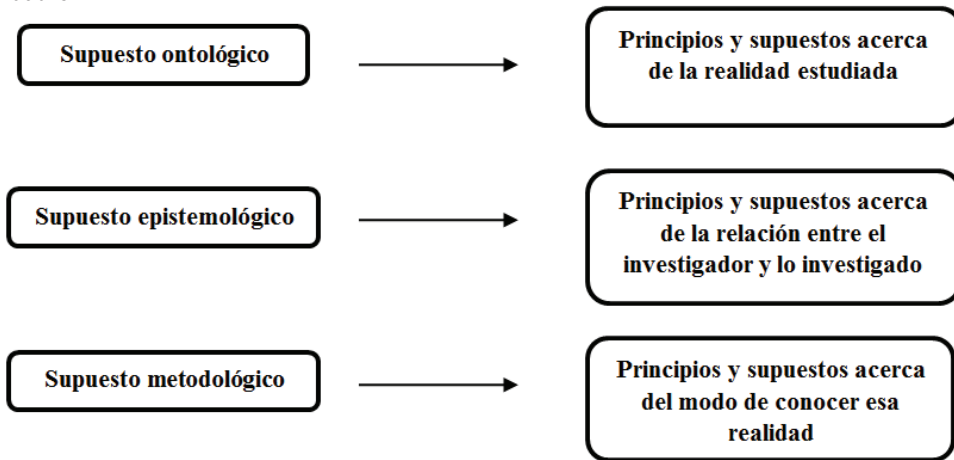 Supuesto ontológico
Principios y supuestos acerca
de la realidad estudiada
Supuesto epistemológico
Principios y supuestos acerca
de la relación entre el
investigador y lo investigado
Supuesto metodológico
Principios y supuestos acerca
del modo de conocer esa
realidad